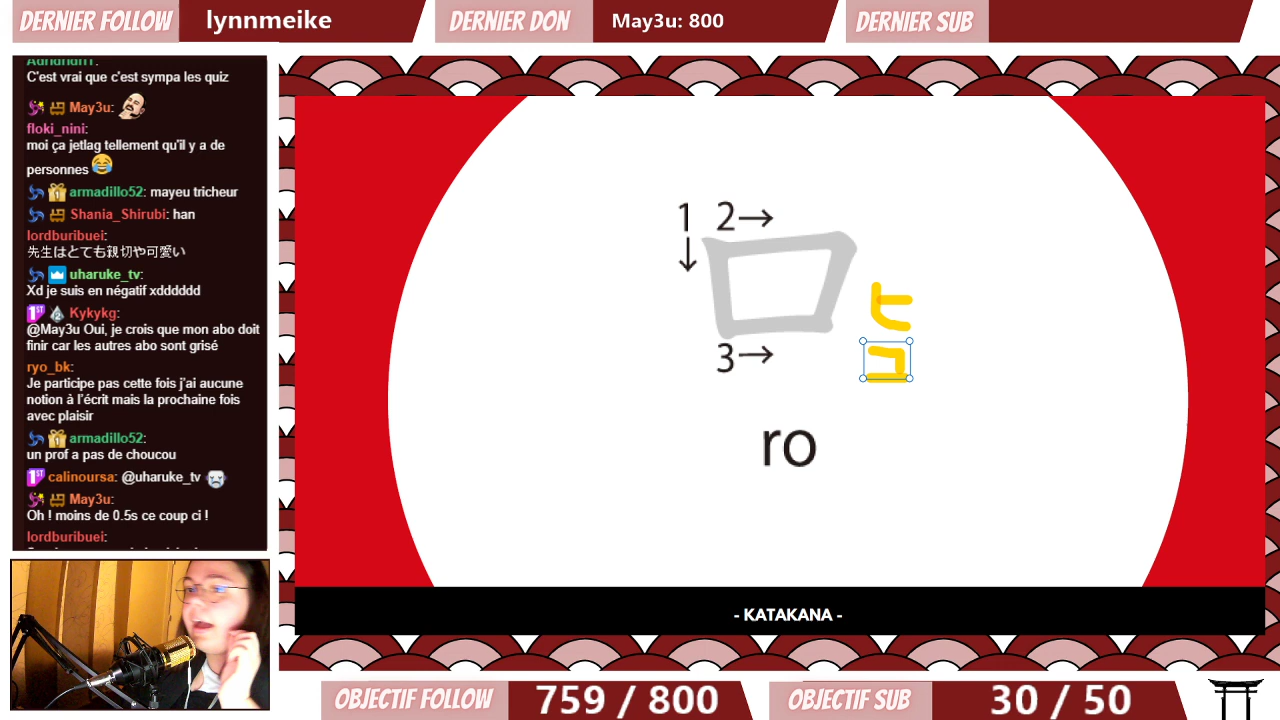 DERNIER FOLLOW
lynnmeike
DERNIER DON
May3u: 800
DERNIER SUB
C'est vrai que c'est sympa les quiz
May3u:
floki_nini:
moi ça jetlag tellement qu'il y a de
personnes
armadillo52: mayeu tricheur
Shania_Shirubi: han
lordburibuei:
先生はとても親切や可愛い
uharuke_tv:
Xd je suis en négatif xdddddd
1ST Kykykg:
@May3u Oui, je crois que mon abo doit
finir car les autres abo sont grisé
ryo_bk:
Je participe pas cette fois j'ai aucune
notion à l'écrit mais la prochaine fois
avec plaisir
armadillo52:
un prof a pas de choucou
1ST calinoursa: @uharuke_tv
May3u:
Oh ! moins de 0.5s ce coup ci !
lordburibuei:
1 2→
↓
ロ
3→
ヒ
コ
ro
- KATAKANA -
OBJECTIF FOLLOW
759 / 800
OBJECTIF SUB
30 / 50